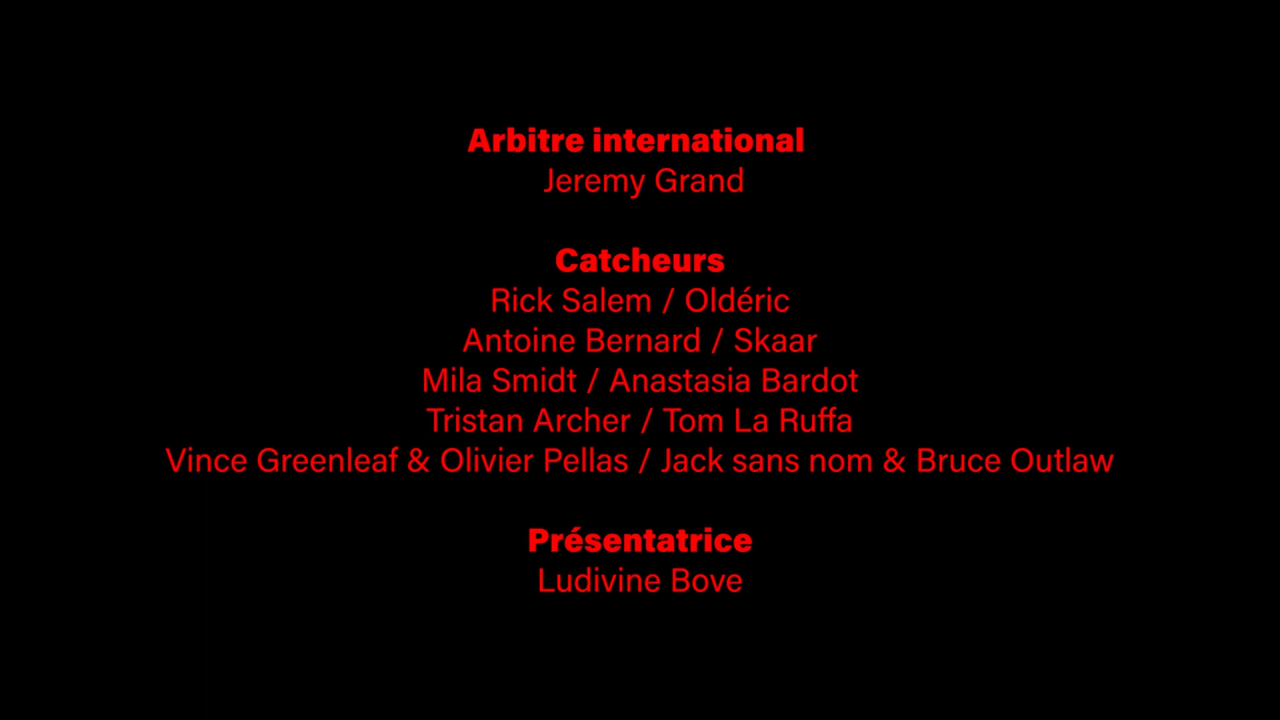 Arbitre international
Jeremy Grand
Catcheurs
Rick Salem / Oldéric
Antoine Bernard / Skaar
Mila Smidt / Anastasia Bardot
Tristan Archer / Tom La Ruffa
Vince Greenleaf & Olivier Pellas / Jack sans nom & Bruce Outlaw
Présentatrice
Ludivine Bove